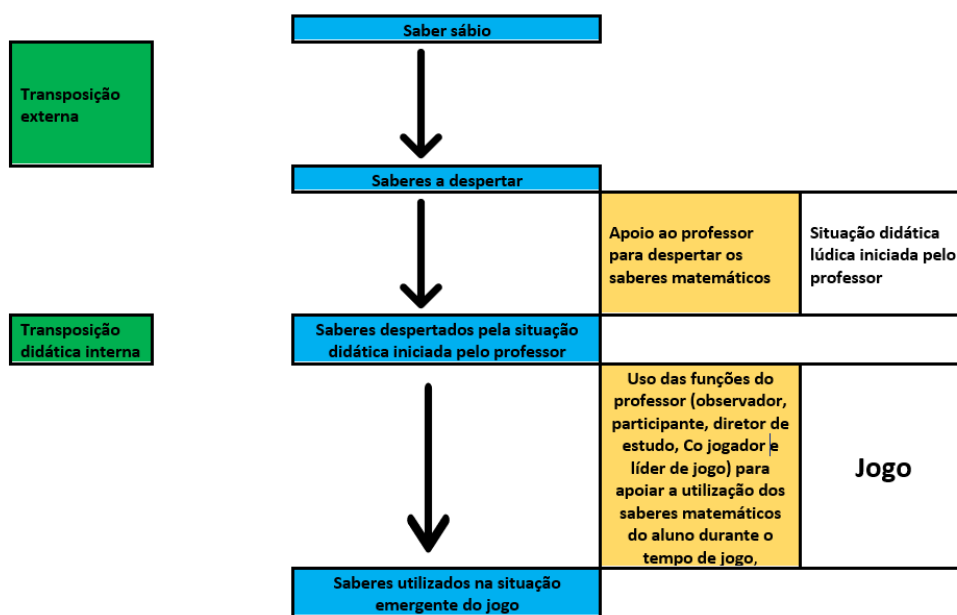 Saber sábio
Transposição
externa
Saberes a despertar
Apoio ao professor
para despertar os
saberes matemáticos
Situação didática
lúdica iniciada pelo
professor
Transposição
didática interna
Saberes despertados pela situação
didática iniciada pelo professor
Uso das funções do
professor (observador,
participante, diretor de
estudo, Co jogador e
líder de jogo) para
apoiar a utilização dos
saberes matemáticos
do aluno durante o
tempo de jogo,
Jogo
Saberes utilizados na situação
emergente do jogo